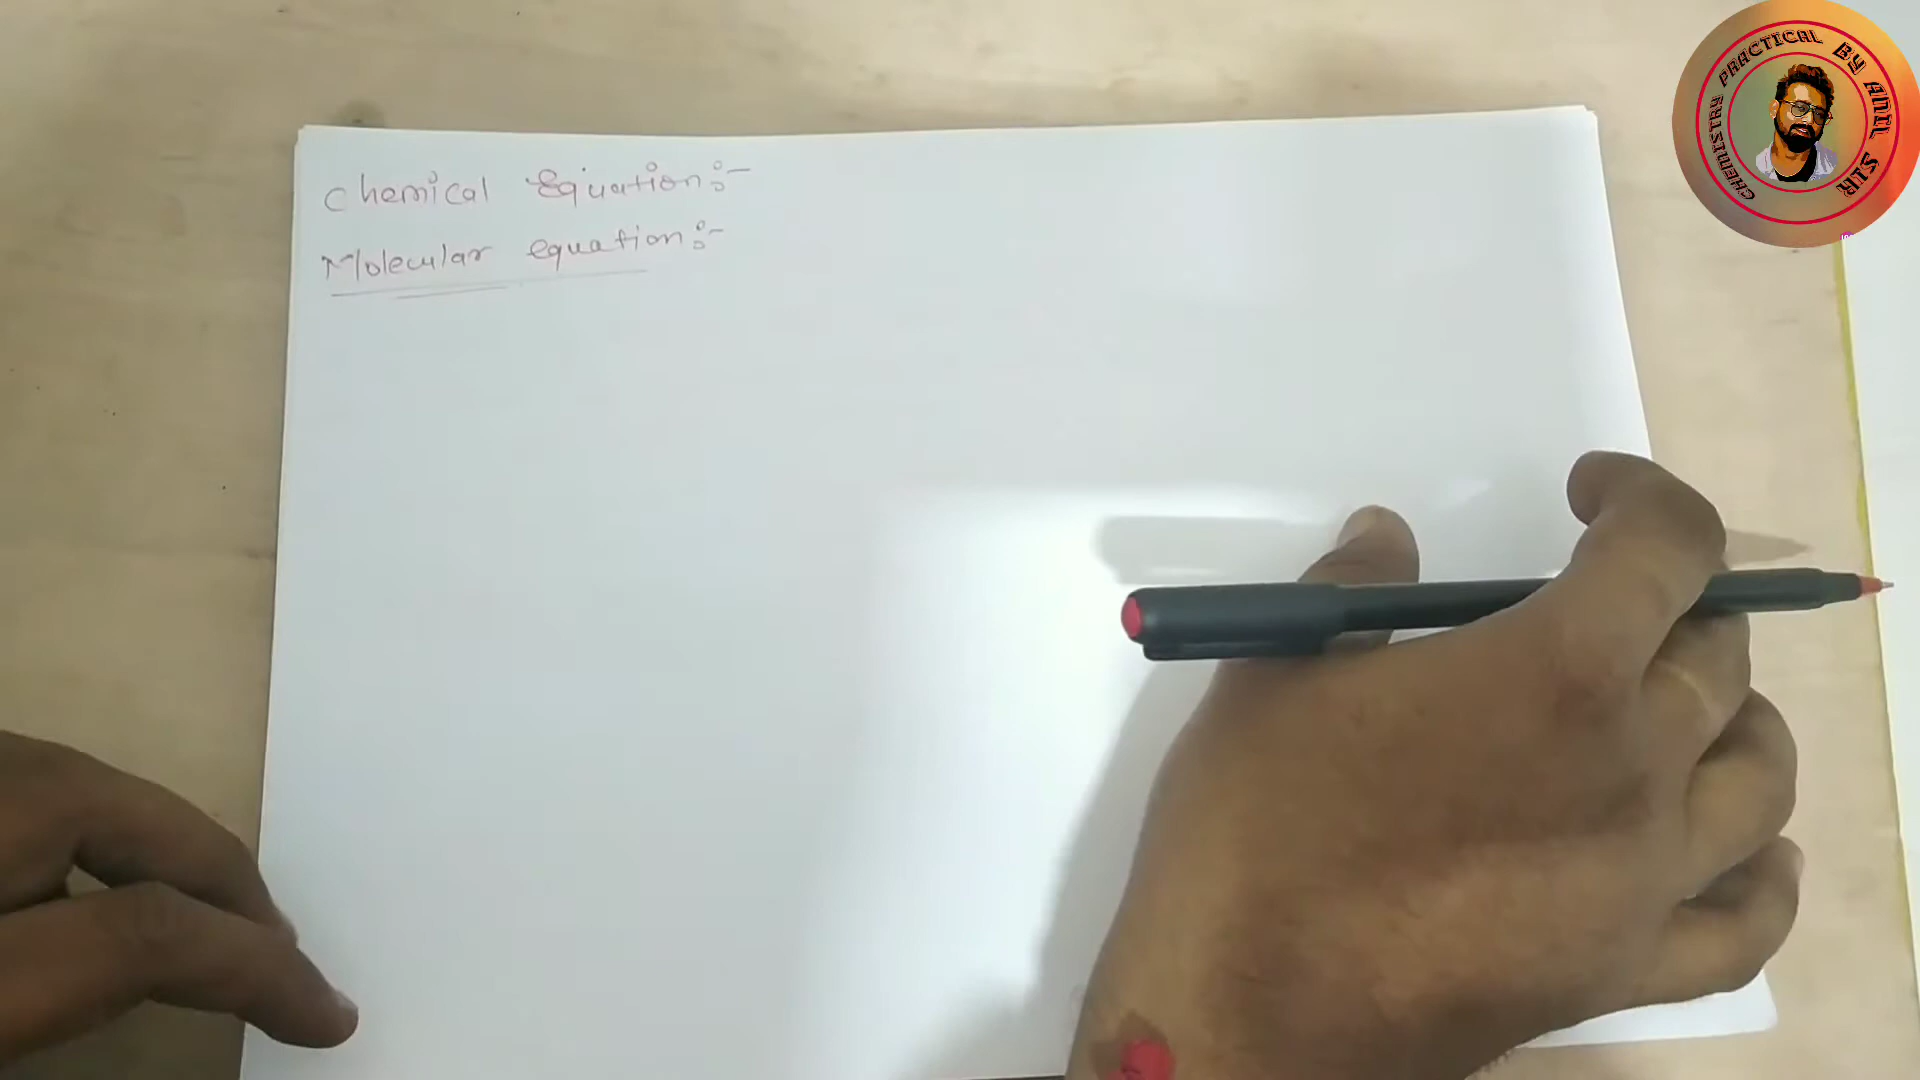 Chemical Equation:-
Molecular equation:-
CHEMISTRY PRACTICAL BY ANIL SIR